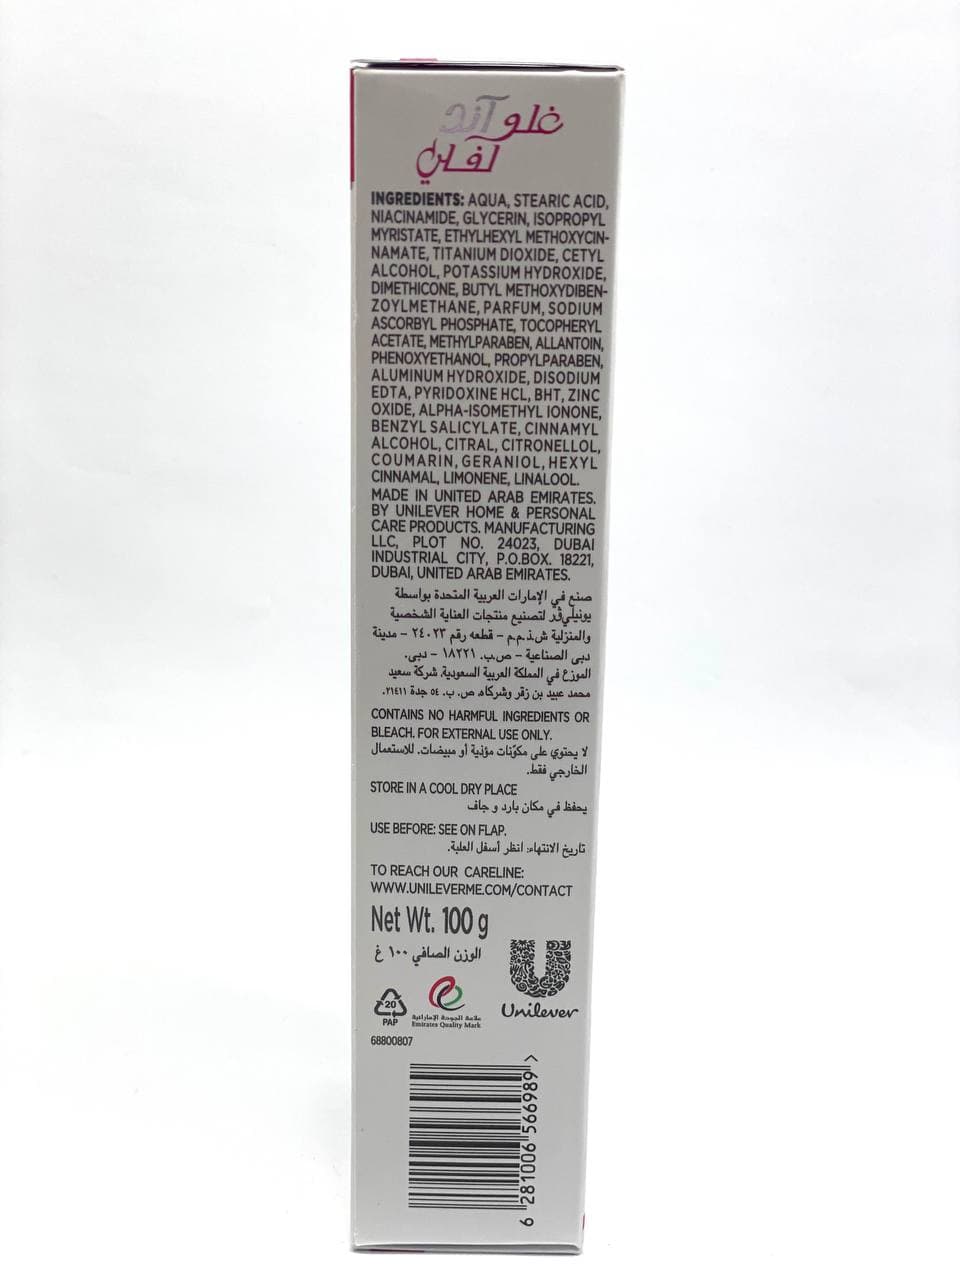 غلو آند
لڤلي
INGREDIENTS: AQUA, STEARIC ACID,
NIACINAMIDE, GLYCERIN, ISOPROPYL
MYRISTATE, ETHYLHEXYL METHOXYCIN-
NAMATE, TITANIUM DIOXIDE, CETYL
ALCOHOL, POTASSIUM HYDROXIDE,
DIMETHICONE, BUTYL METHOXYDIBEN-
ZOYLMETHANE, PARFUM, SODIUM
ASCORBYL PHOSPHATE, TOCOPHERYL
ACETATE, METHYLPARABEN, ALLANTOIN,
PHENOXYETHANOL, PROPYLPARABEN,
ALUMINUM HYDROXIDE, DISODIUM
EDTA, PYRIDOXINE HCL, BHT, ZINC
OXIDE, ALPHA-ISOMETHYL IONONE,
BENZYL SALICYLATE, CINNAMYL
ALCOHOL, CITRAL, CITRONELLOL,
COUMARIN, GERANIOL, HEXYL
CINNAMAL, LIMONENE, LINALOOL.
MADE IN UNITED ARAB EMIRATES.
BY UNILEVER HOME & PERSONAL
CARE PRODUCTS. MANUFACTURING
LLC, PLOT NO. 24023, DUBAI
INDUSTRIAL CITY, P.O.BOX. 18221,
DUBAI, UNITED ARAB EMIRATES.
صنع في الإمارات العربية المتحدة بواسطة
يونيليڤر لتصنيع منتجات العناية الشخصية
والمنزلية ش.ذ.م.م - قطعه رقم ٢٤٠٢٣ - مدينة
دبى الصناعية - ص.ب. ١٨٢٢١ - دبى.
الموزع في المملكة العربية السعودية. شركة سعيد
محمد عبيد بن زقر وشركاه. ص. ب. ٥٤ جدة ٢١٤١١.
CONTAINS NO HARMFUL INGREDIENTS OR
BLEACH. FOR EXTERNAL USE ONLY.
لا يحتوي على مكوّنات مؤذية أو مبيضات. للاستعمال
الخارجي فقط.
STORE IN A COOL DRY PLACE
يحفظ في مكان بارد و جاف
USE BEFORE: SEE ON FLAP.
تاريخ الانتهاء: انظر أسفل العلبة.
TO REACH OUR CARELINE:
WWW.UNILEVERME.COM/CONTACT
Net Wt. 100 g
الوزن الصافي ١٠٠ غ
Unilever
20
PAP
علامة الجودة الإماراتية
Emirates Quality Mark
68800807
6 281006 566989 >